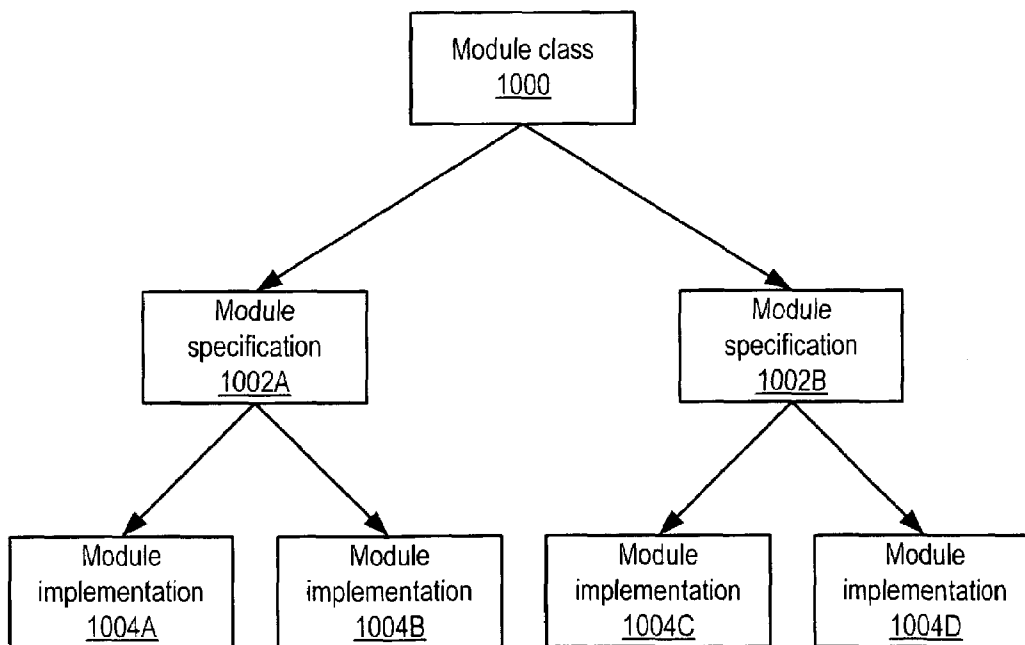 Module class
1000
Module
specification
1002A
Module
specification
1002B
Module
implementation
1004A
Module
implementation
1004B
Module
implementation
1004C
Module
implementation
1004D